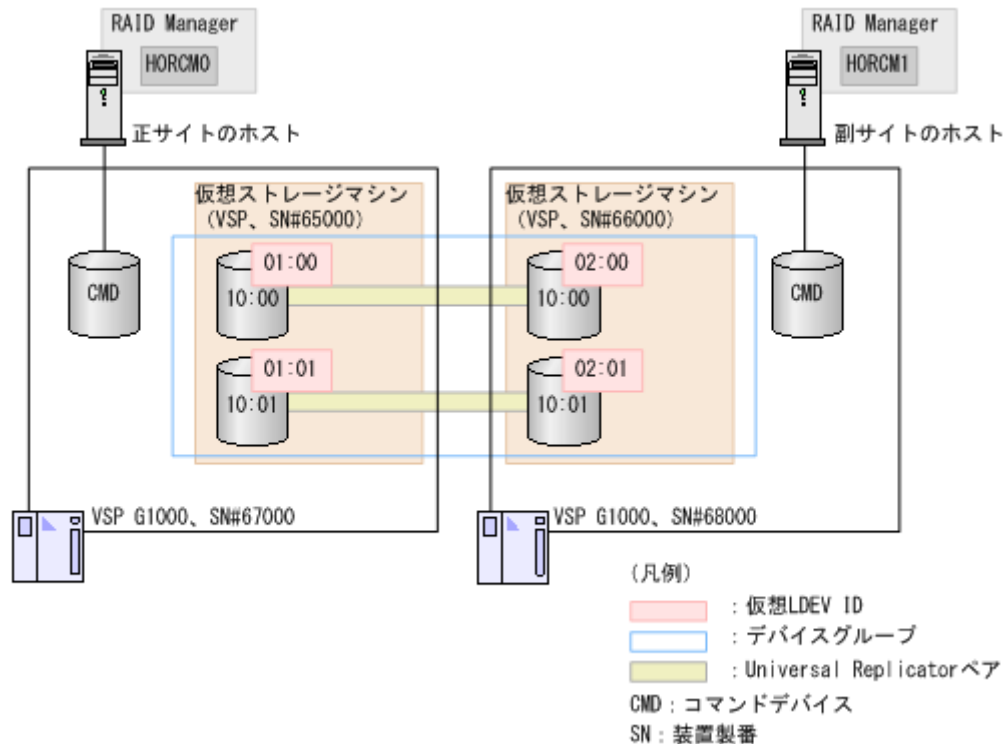 RAID Manager
HORCM0
正サイトのホスト
RAID Manager
HORCM1
副サイトのホスト
仮想ストレージマシン
(VSP、SN#65000)
仮想ストレージマシン
(VSP、SN#66000)
CMD
01:00
10:00
02:00
10:00
CMD
01:01
10:01
02:01
10:01
VSP G1000、SN#67000
VSP G1000、SN#68000
(凡例)
:仮想LDEV ID
:デバイスグループ
:Universal Replicatorペア
CMD:コマンドデバイス
SN:装置製番